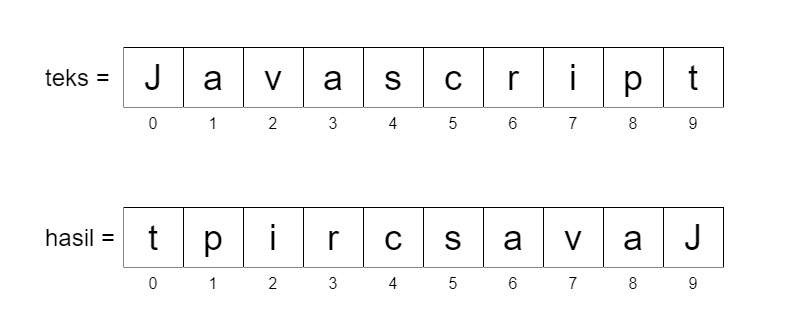 teks = J a v a s c r i p t
0 1 2 3 4 5 6 7 8 9
hasil = t p i r c s a v a J
0 1 2 3 4 5 6 7 8 9